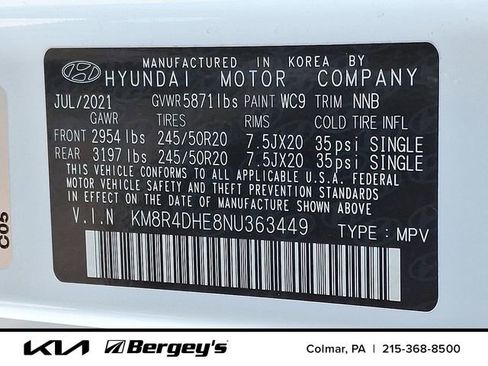 MANUFACTURED IN KOREA BY
HYUNDAI MOTOR COMPANY
JUL/2021 GVWR 5871 lbs PAINT WC9 TRIM NNB
GAWR TIRES RIMS COLD TIRE INFL
FRONT 2954 lbs 245/50R20 7.5JX20 35psi SINGLE
REAR 3197 lbs 245/50R20 7.5JX20 35psi SINGLE
THIS VEHICLE CONFORMS TO ALL APPLICABLE U.S.A. FEDERAL
MOTOR VEHICLE SAFETY, BUMPER, AND THEFT
PREVENTION STANDARDS IN EFFECT ON THE DATE OF
MANUFACTURE SHOWN ABOVE.
V.I.N KM8R4DHE8NU363449 TYPE: MPV
C05
KIA Bergey's Colmar, PA | 215-368-8500